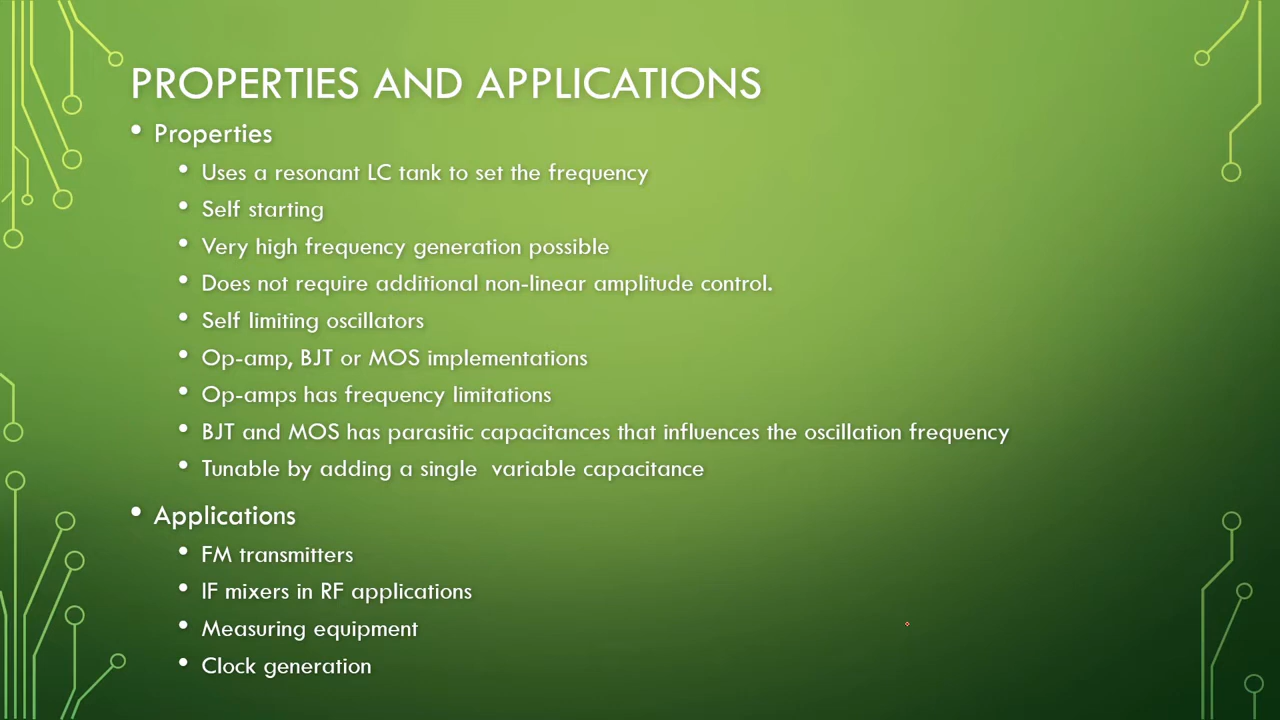 PROPERTIES AND APPLICATIONS
• Properties
• Uses a resonant LC tank to set the frequency
• Self starting
• Very high frequency generation possible
• Does not require additional non-linear amplitude control.
• Self limiting oscillators
• Op-amp, BJT or MOS implementations
• Op-amps has frequency limitations
• BJT and MOS has parasitic capacitances that influences the oscillation frequency
• Tunable by adding a single  variable capacitance
• Applications
• FM transmitters
• IF mixers in RF applications
• Measuring equipment
• Clock generation